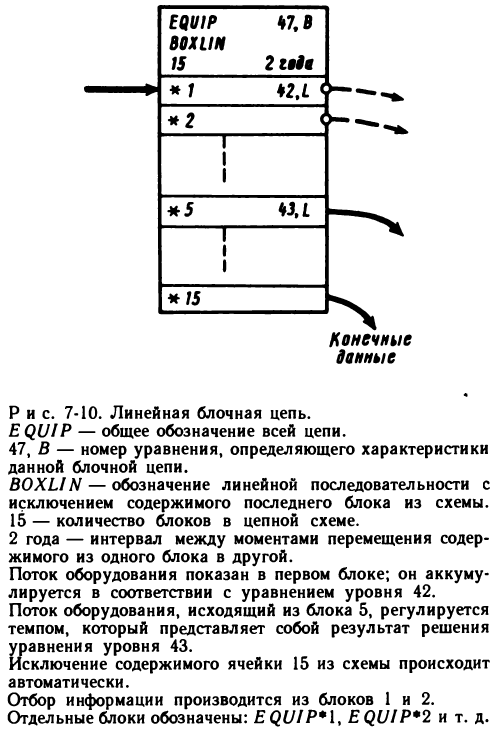 EQUIP 47, B
BOXLIN
15 2 года
* 1 42, L
* 2
* 5 43, L
* 15
Конечные
данные
Р и с. 7-10. Линейная блочная цепь.
EQUIP — общее обозначение всей цепи.
47, B — номер уравнения, определяющего характеристики
данной блочной цепи.
BOXLIN — обозначение линейной последовательности с
исключением содержимого последнего блока из схемы.
15 — количество блоков в цепной схеме.
2 года — интервал между моментами перемещения содер-
жимого из одного блока в другой.
Поток оборудования показан в первом блоке; он аккуму-
лируется в соответствии с уравнением уровня 42.
Поток оборудования, исходящий из блока 5, регулируется
темпом, который представляет собой результат решения
уравнения уровня 43.
Исключение содержимого ячейки 15 из схемы происходит
автоматически.
Отбор информации производится из блоков 1 и 2.
Отдельные блоки обозначены: EQUIP*1, EQUIP*2 и т. д.